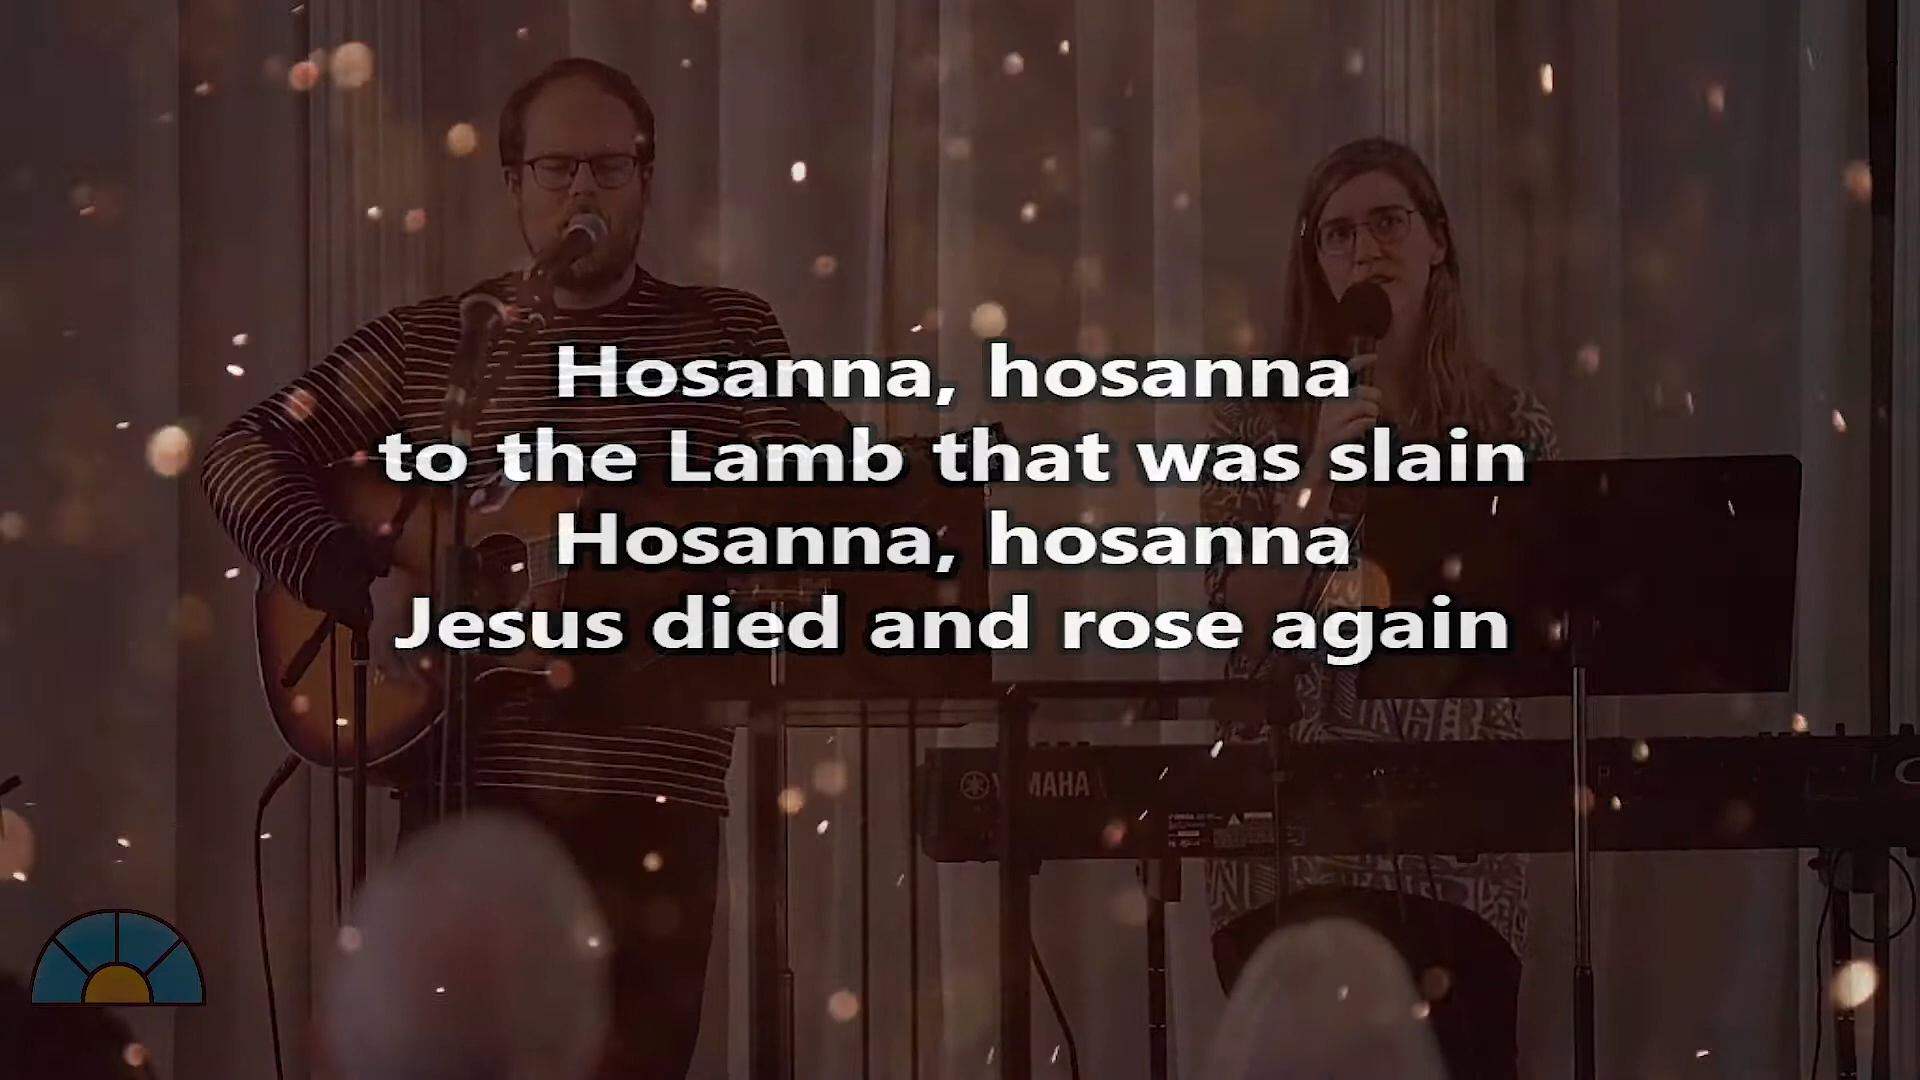 Hosanna, hosanna
to the Lamb that was slain
Hosanna, hosanna
Jesus died and rose again
YAMAHA